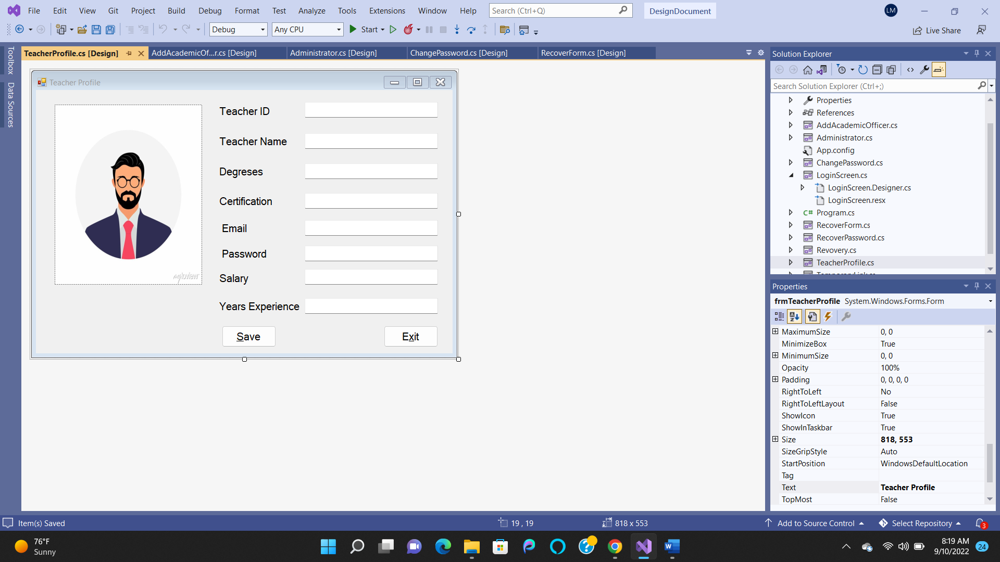 File Edit View Git Project Build Debug Format Test Analyze Tools Extensions Window Help Search (Ctrl+Q) DesignDocument LM
Debug Any CPU Start Live Share
Toolbox
Data Sources
TeacherProfile.cs [Design] AddAcademicOf...r.cs [Design] Administrator.cs [Design] ChangePassword.cs [Design] RecoverForm.cs [Design]
Teacher Profile
Teacher ID
Teacher Name
Degreses
Certification
Email
Password
Salary
Years Experience
myloview
Save Exit
Solution Explorer
Search Solution Explorer (Ctrl+;)
Properties
References
AddAcademicOfficer.cs
Administrator.cs
App.config
ChangePassword.cs
LoginScreen.cs
LoginScreen.Designer.cs
LoginScreen.resx
C# Program.cs
RecoverForm.cs
RecoverPassword.cs
Revovery.cs
TeacherProfile.cs
Properties
frmTeacherProfile System.Windows.Forms.Form
MaximumSize 0, 0
MinimizeBox True
MinimumSize 0, 0
Opacity 100%
Padding 0, 0, 0, 0
RightToLeft No
RightToLeftLayout False
ShowIcon True
ShowInTaskbar True
Size 818, 553
SizeGripStyle Auto
StartPosition WindowsDefaultLocation
Tag
Text Teacher Profile
TopMost False
Item(s) Saved 19 , 19 818 x 553 Add to Source Control Select Repository 3
76°F
Sunny
8:19 AM
9/10/2022
24